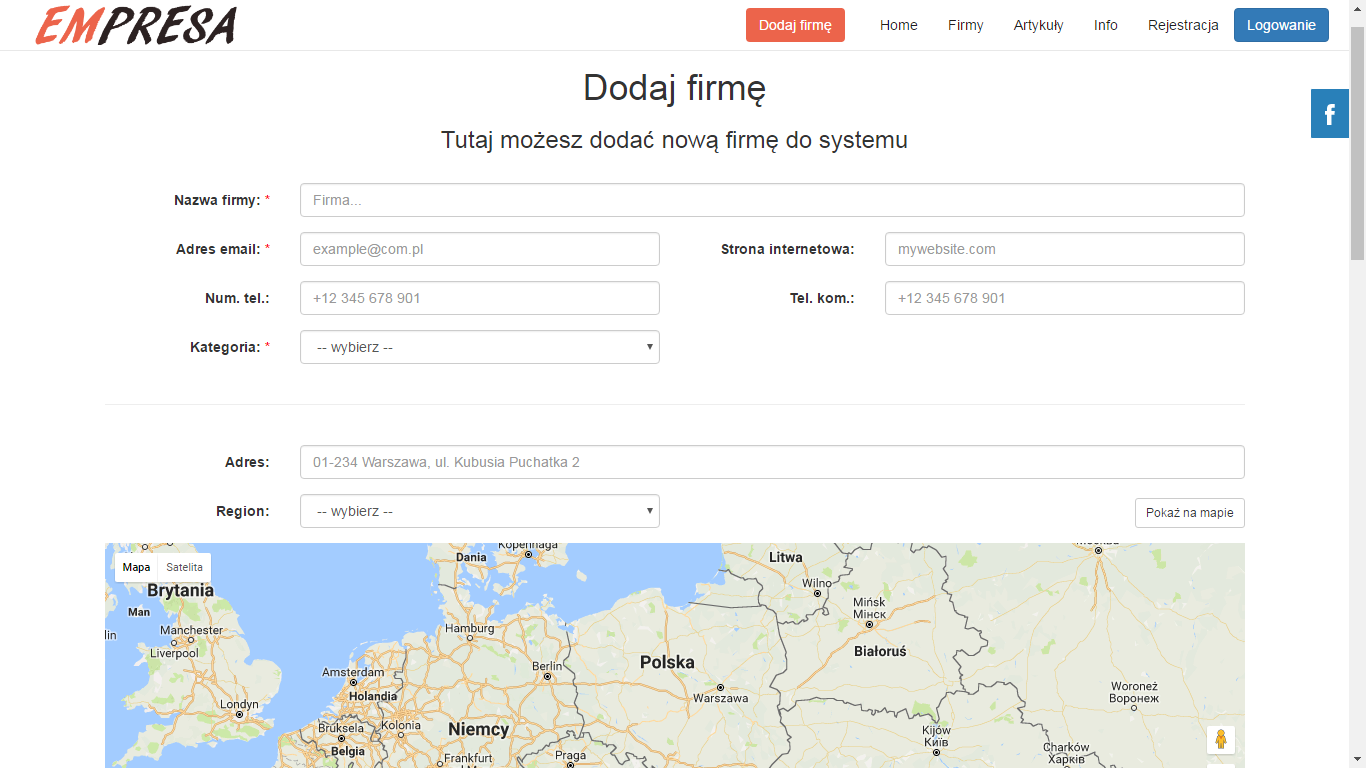 EMPRESA
Dodaj firmę Home Firmy Artykuły Info Rejestracja Logowanie
Dodaj firmę
f
Tutaj możesz dodać nową firmę do systemu
Nazwa firmy: * Firma...
Adres email: * example@com.pl Strona internetowa: mywebsite.com
Num. tel.: +12 345 678 901 Tel. kom.: +12 345 678 901
Kategoria: * -- wybierz --
Adres: 01-234 Warszawa, ul. Kubusia Puchatka 2
Region: -- wybierz -- Pokaż na mapie
Mapa Satelita
Kopenhaga
Dania
Litwa
Moskwa
Wilno
Brytania
Man
lin
Manchester
Liverpool
Hamburg
Mińsk
Мінск
Białoruś
Berlin
Polska
Amsterdam
Holandia
Warszawa
Woroneż
Воронеж
Londyn
Bruksela
Kolonia
Niemcy
Belgia
Kijów
Київ
Frankfurt
Praga
Charków
Харків